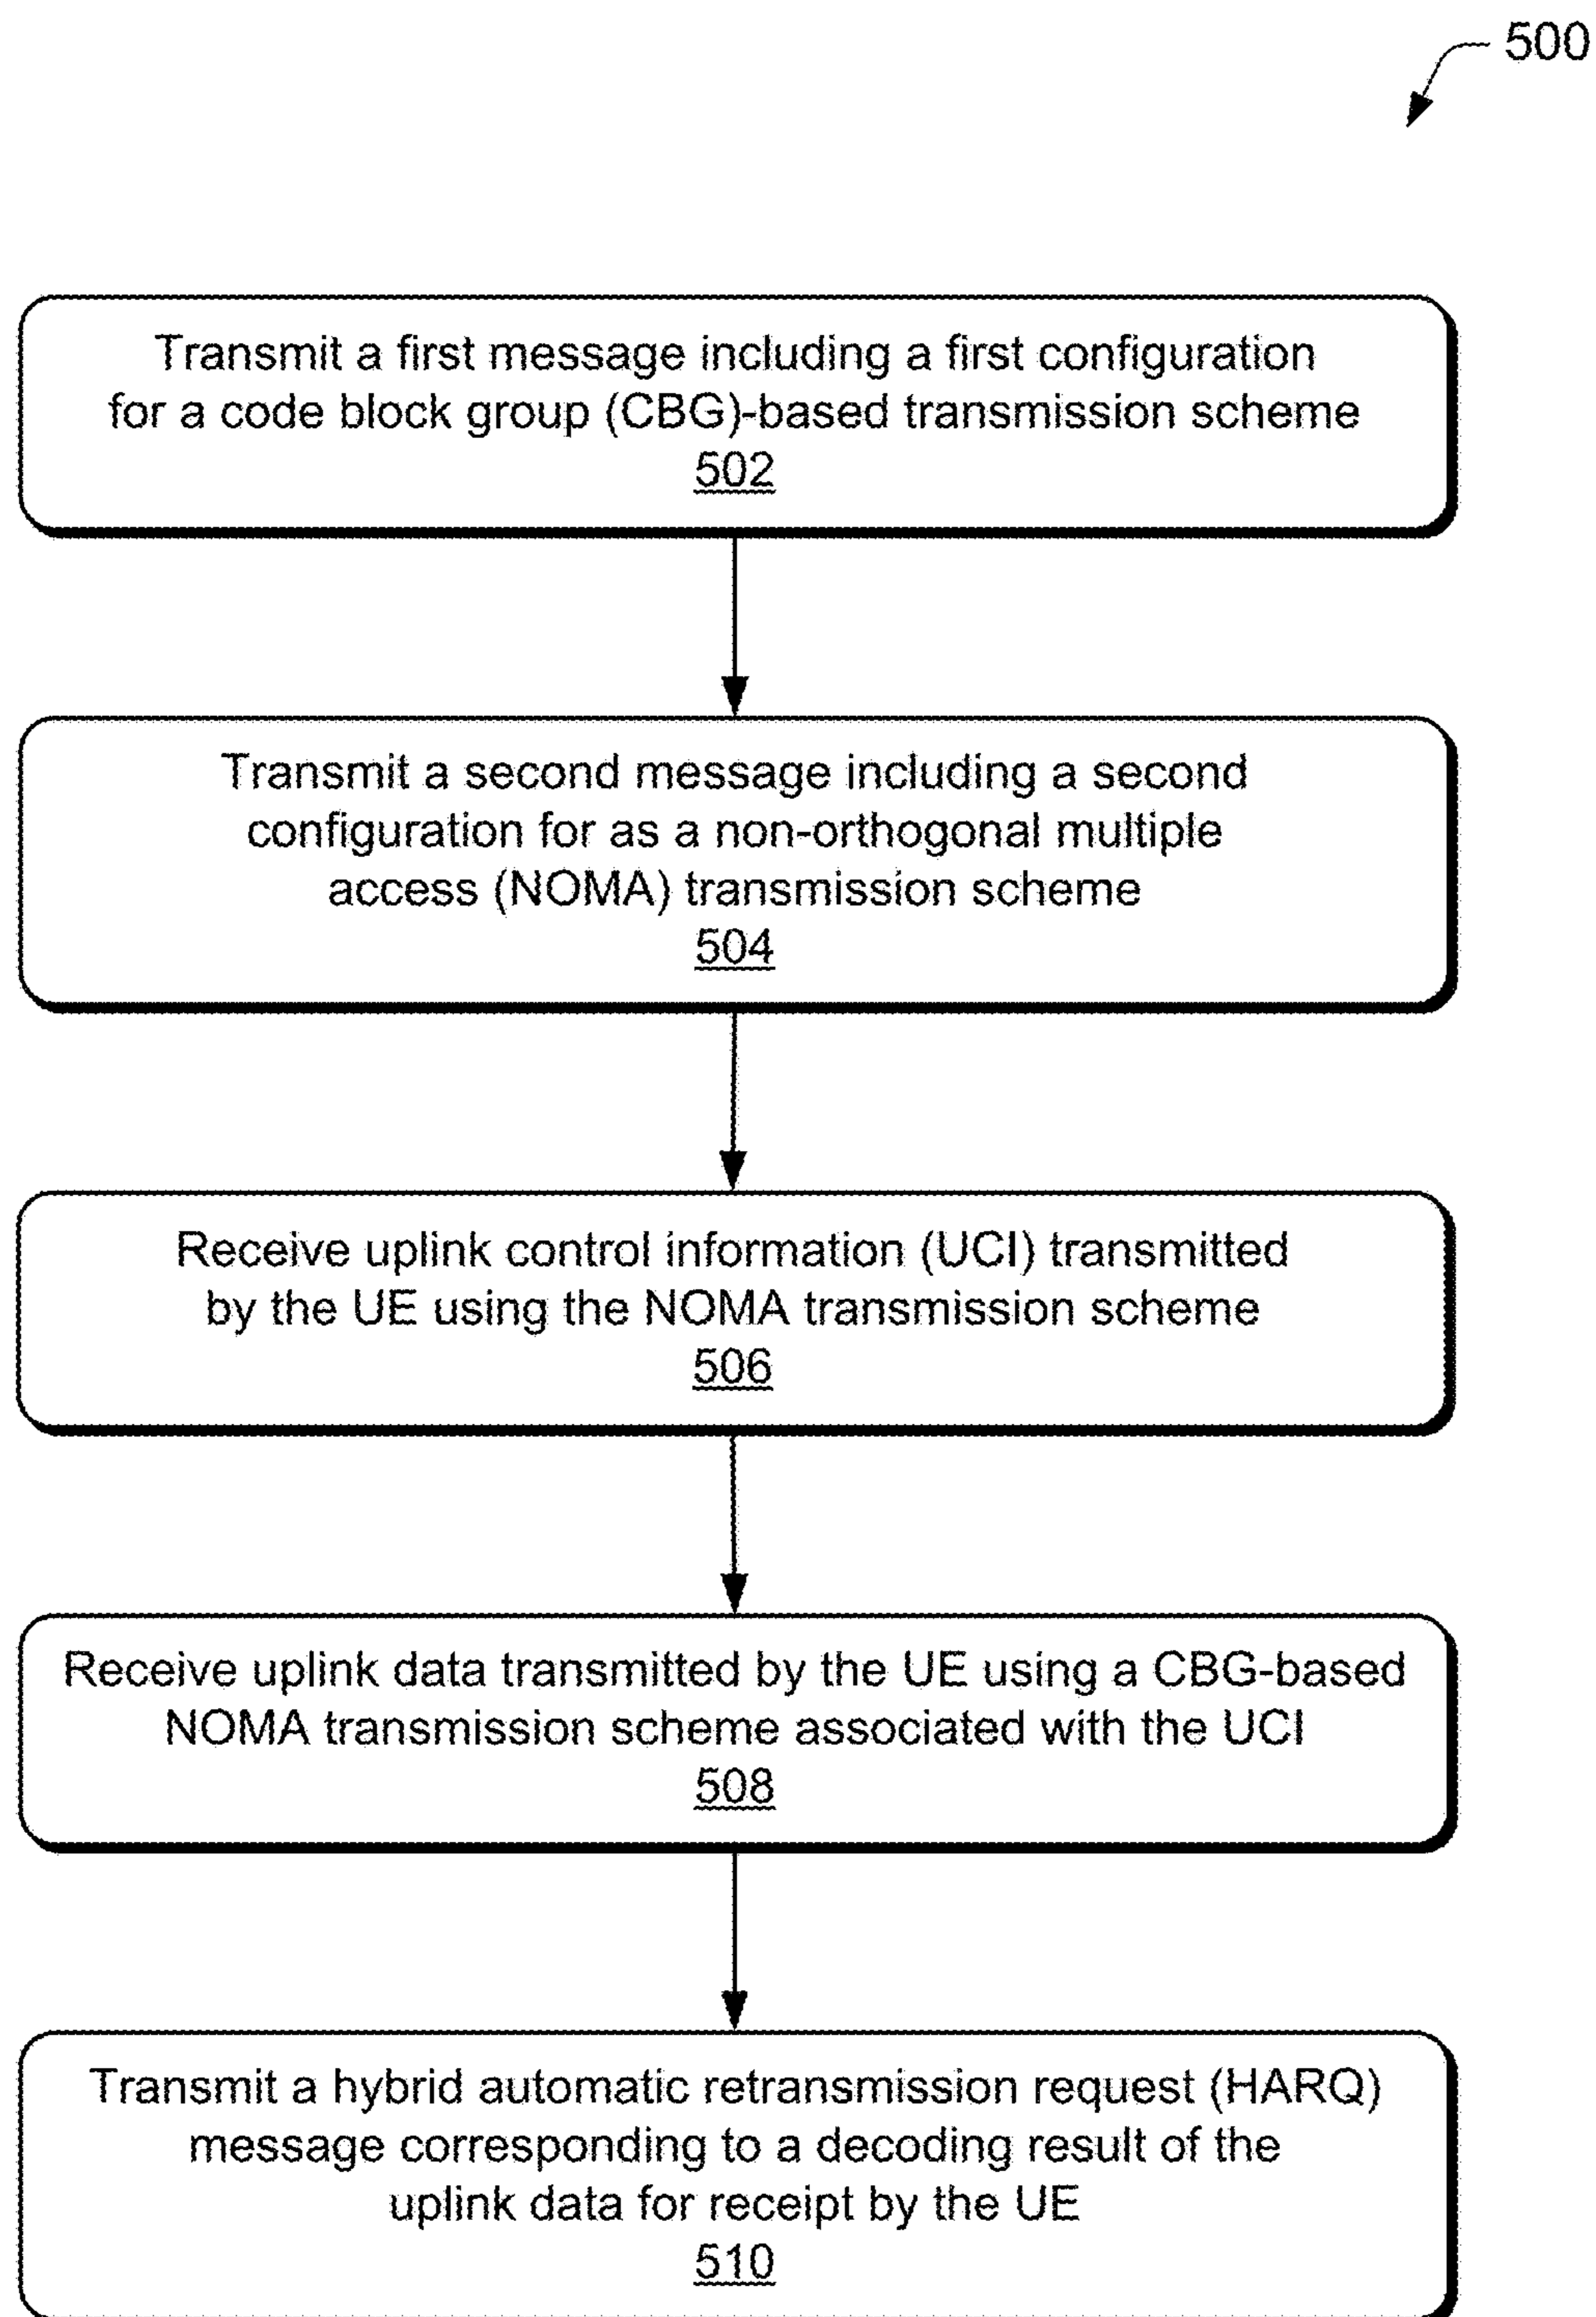 500
Transmit a first message including a first configuration
for a code block group (CBG)-based transmission scheme
502
Transmit a second message including a second
configuration for as a non-orthogonal multiple
access (NOMA) transmission scheme
504
Receive uplink control information (UCI) transmitted
by the UE using the NOMA transmission scheme
506
Receive uplink data transmitted by the UE using a CBG-based
NOMA transmission scheme associated with the UCI
508
Transmit a hybrid automatic retransmission request (HARQ)
message corresponding to a decoding result of the
uplink data for receipt by the UE
510